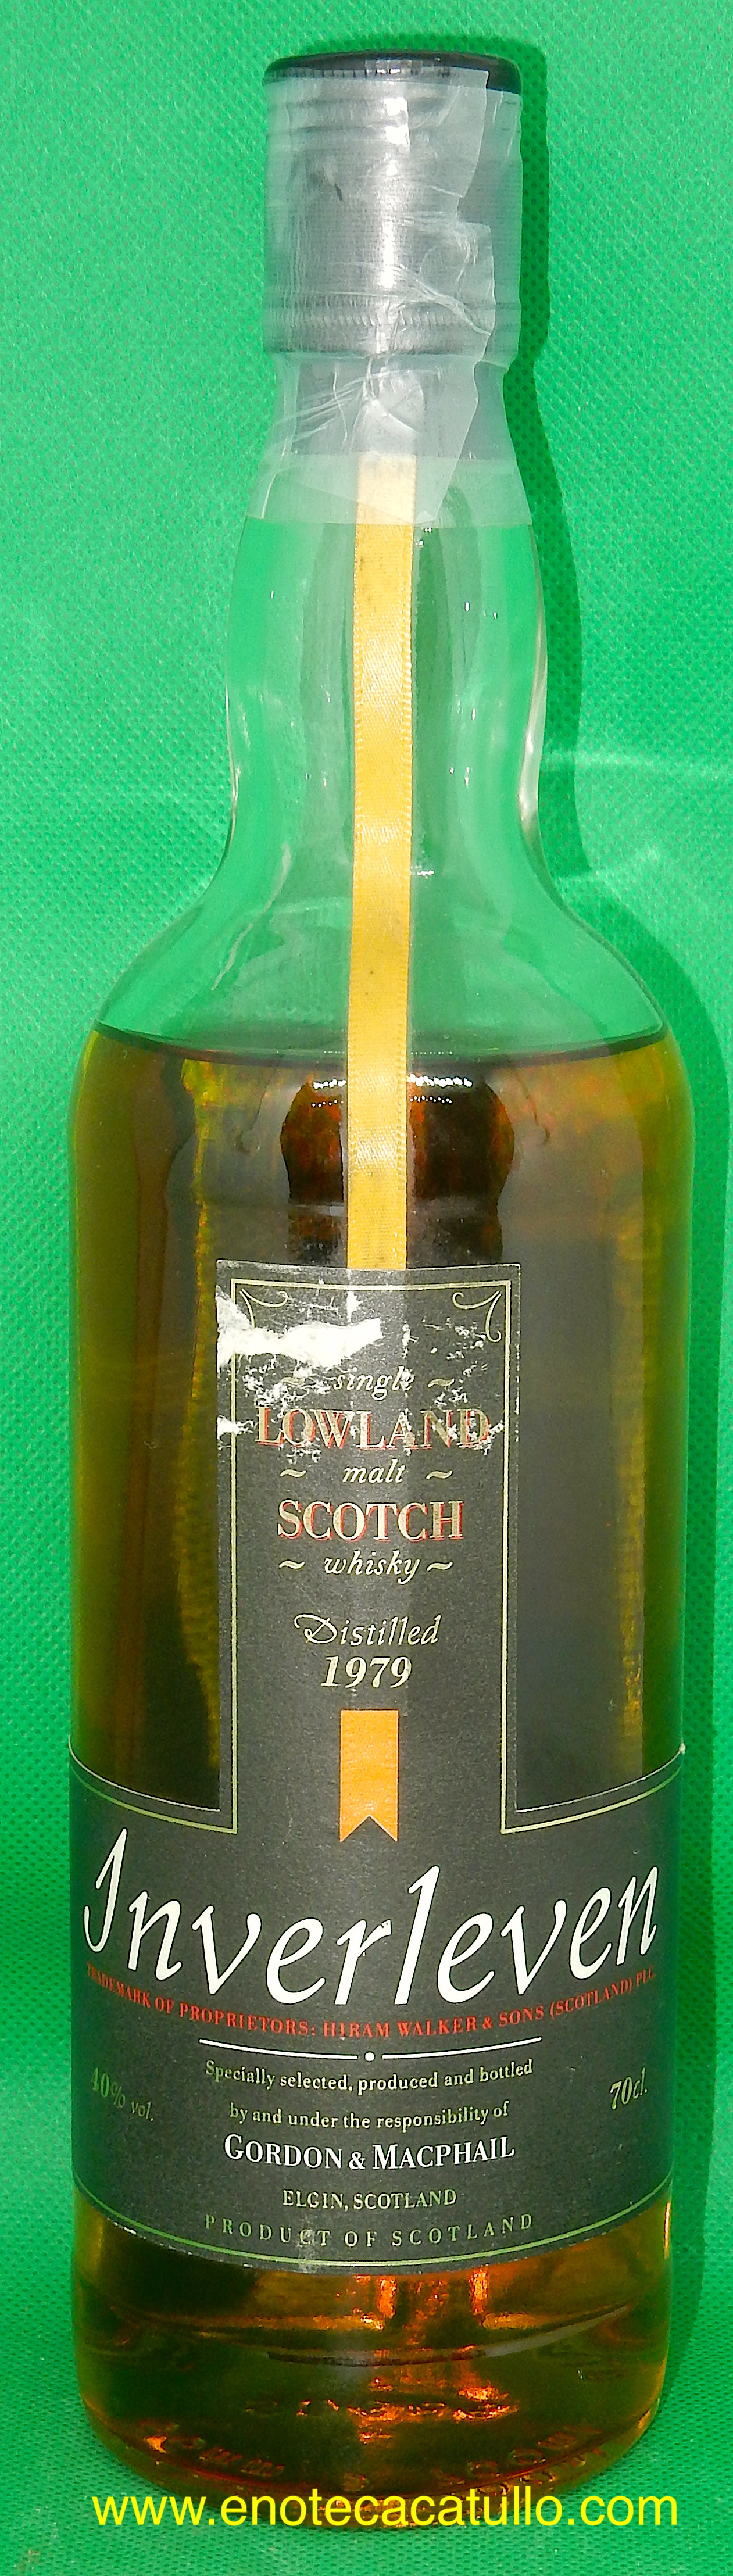 ~ single ~
LOWLAND
~ malt ~
SCOTCH
~ whisky ~
Distilled
1979
Inverleven
TRADEMARK OF PROPRIETORS: HIRAM WALKER & SONS (SCOTLAND) PLC.
Specially selected, produced and bottled
40% vol.
70cl.
by and under the responsibility of
GORDON & MACPHAIL
ELGIN, SCOTLAND
PRODUCT OF SCOTLAND
www.enotecacatullo.com